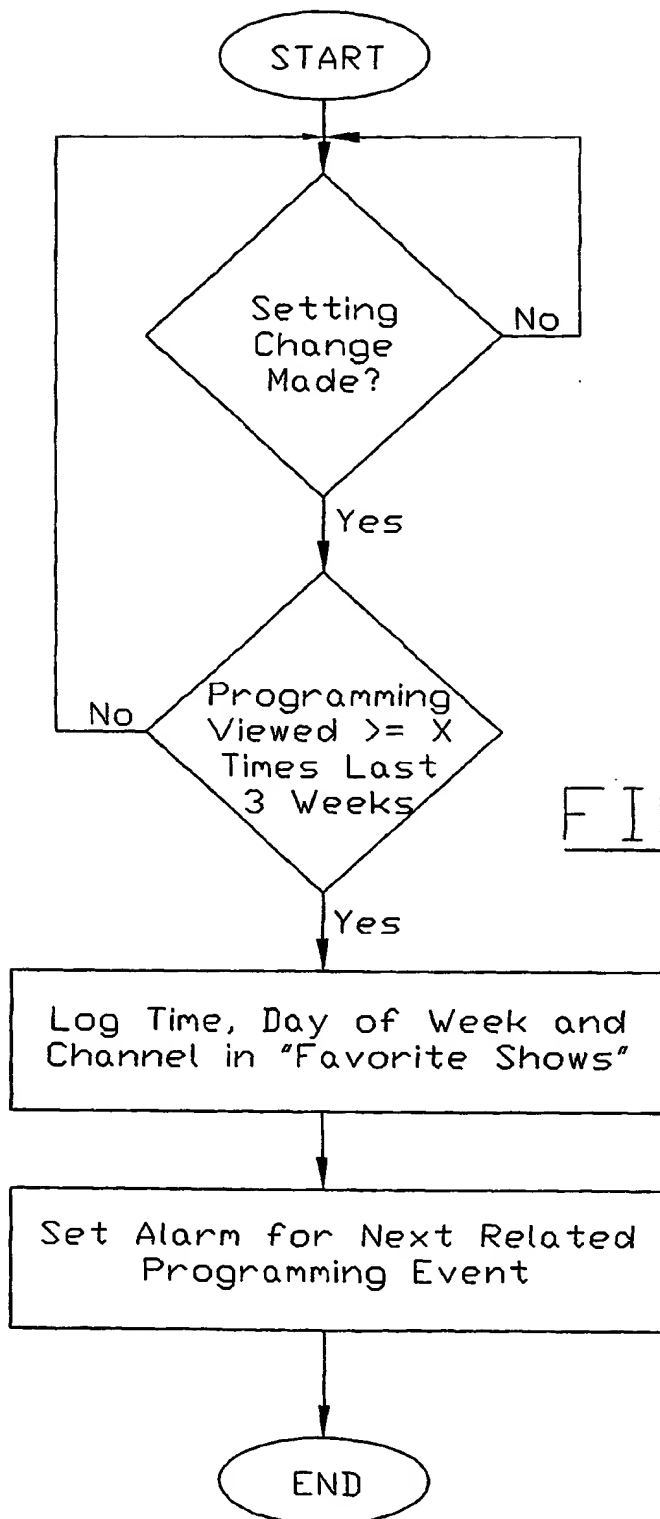 START
Setting
Change
Made?
No
Yes
Programming
Viewed >= X
Times Last
3 Weeks
No
Yes
Log Time, Day of Week and
Channel in "Favorite Shows"
Set Alarm for Next Related
Programming Event
END